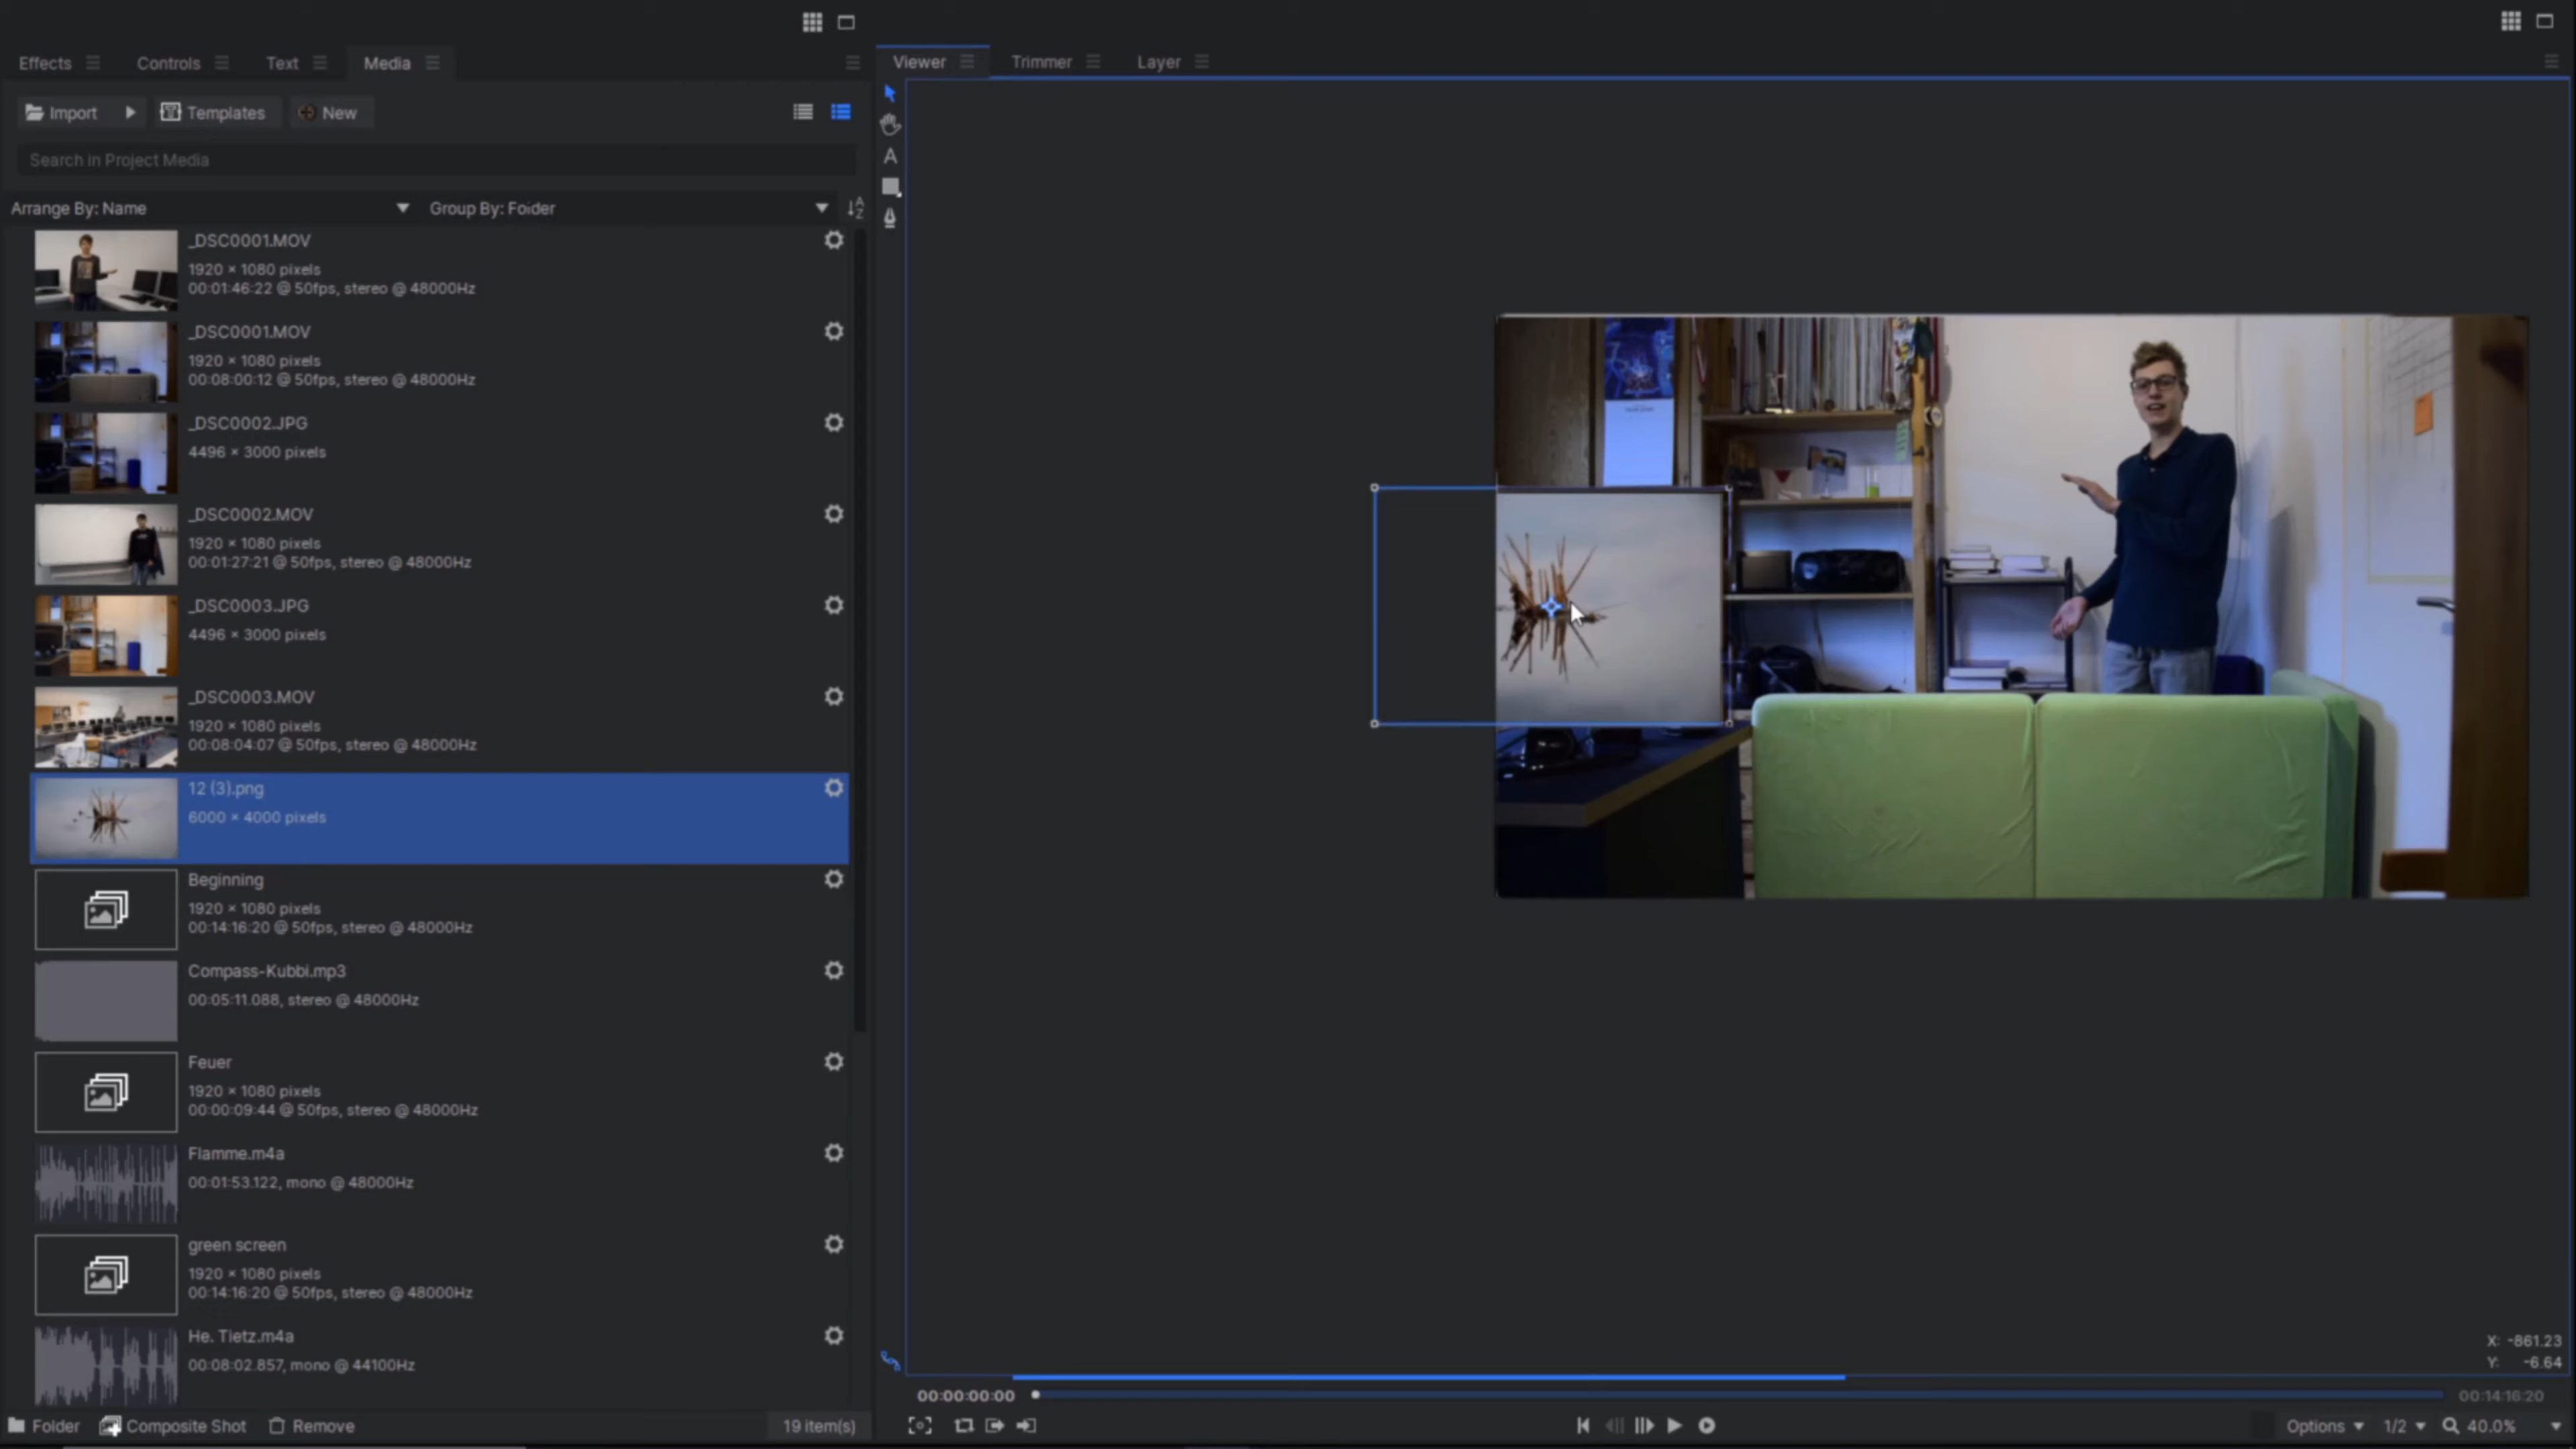 Effects
Controls
Text
Media
Import
Templates
New
Search in Project Media
Arrange By: Name
Group By: Folder
_DSC0001.MOV
1920 × 1080 pixels
00:01:46:22 @ 50fps, stereo @ 48000Hz
_DSC0001.MOV
1920 × 1080 pixels
00:08:00:12 @ 50fps, stereo @ 48000Hz
_DSC0002.JPG
4496 × 3000 pixels
_DSC0002.MOV
1920 × 1080 pixels
00:01:27:21 @ 50fps, stereo @ 48000Hz
_DSC0003.JPG
4496 × 3000 pixels
_DSC0003.MOV
1920 × 1080 pixels
00:08:04:07 @ 50fps, stereo @ 48000Hz
12 (3).png
6000 × 4000 pixels
Beginning
1920 × 1080 pixels
00:14:16:20 @ 50fps, stereo @ 48000Hz
Compass-Kubbi.mp3
00:05:11.088, stereo @ 48000Hz
Feuer
1920 × 1080 pixels
00:00:09:44 @ 50fps, stereo @ 48000Hz
Flamme.m4a
00:01:53.122, mono @ 48000Hz
green screen
1920 × 1080 pixels
00:14:16:20 @ 50fps, stereo @ 48000Hz
He. Tietz.m4a
00:08:02.857, mono @ 44100Hz
Folder
Composite Shot
Remove
19 item(s)
Viewer
Trimmer
Layer
X: -861.23
Y: -6.64
00:00:00:00
00:14:16:20
Options
1/2
40.0%